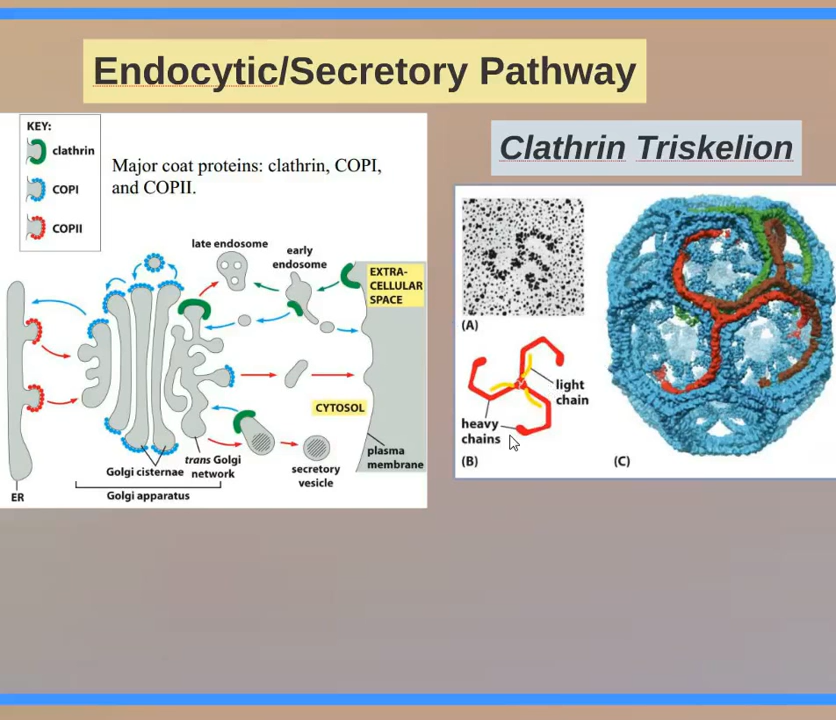 Endocytic/Secretory Pathway
KEY:
clathrin
COPI
COPII
Major coat proteins: clathrin, COPI,
and COPII.
late endosome
early
endosome
EXTRA-
CELLULAR
SPACE
CYTOSOL
plasma
membrane
trans Golgi
network
secretory
vesicle
Golgi cisternae
Golgi apparatus
ER
Clathrin Triskelion
(A)
light
chain
heavy
chains
(B)
(C)